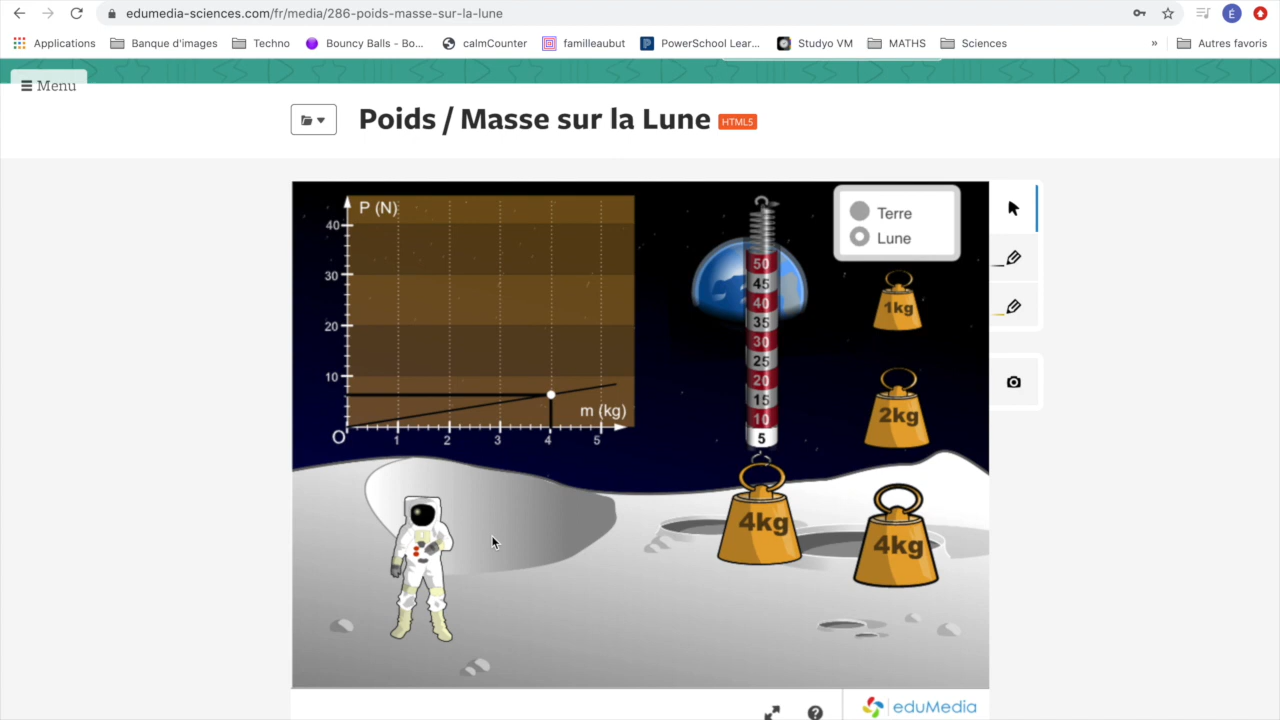 edumedia-sciences.com/fr/media/286-poids-masse-sur-la-lune
É
Applications
Banque d'images
Techno
Bouncy Balls - Bo...
calmCounter
familleaubut
PowerSchool Lear...
Studyo VM
MATHS
Sciences
»
Autres favoris
Menu
Poids / Masse sur la Lune HTML5
P (N)
40
30
20
10
O
1
2
3
4
5
m (kg)
50
45
40
35
30
25
20
15
10
5
Terre
Lune
1kg
2kg
4kg
4kg
?
eduMedia